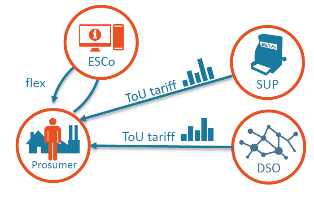 ESCo
flex
ToU tariff
SUP
ToU tariff
Prosumer
DSO